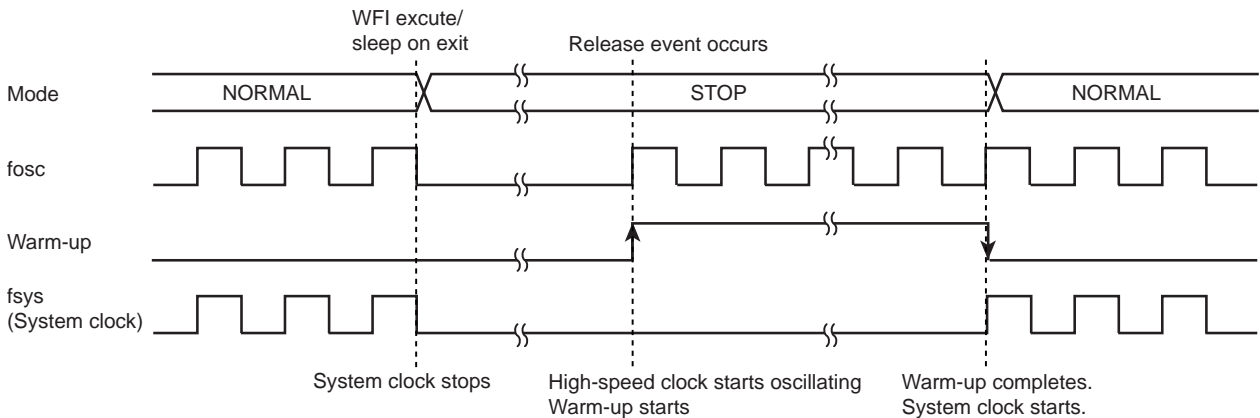 WFI excute/
sleep on exit
Release event occurs
Mode
NORMAL
STOP
NORMAL
fosc
Warm-up
fsys
(System clock)
System clock stops
High-speed clock starts oscillating
Warm-up starts
Warm-up completes.
System clock starts.